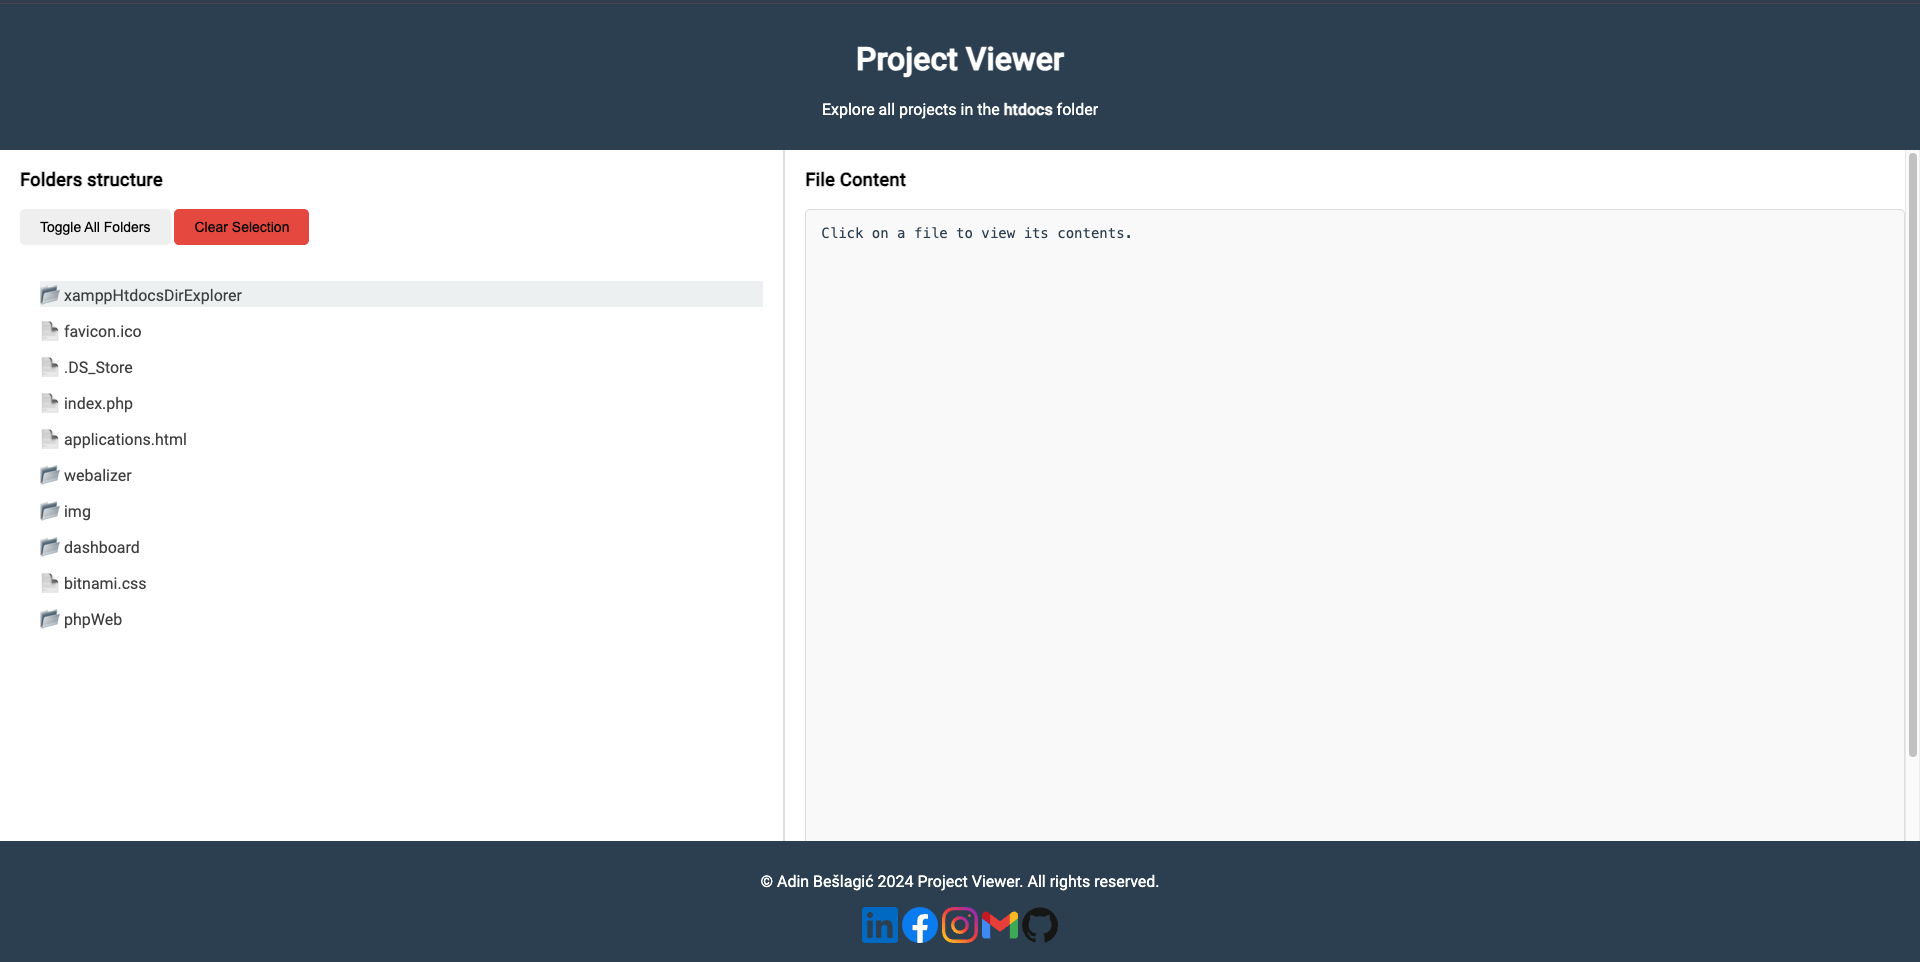 Project Viewer
Explore all projects in the htdocs folder
Folders structure
Toggle All Folders
Clear Selection
xamppHtdocsDirExplorer
favicon.ico
.DS_Store
index.php
applications.html
webalizer
img
dashboard
bitnami.css
phpWeb
File Content
Click on a file to view its contents.
© Adin Bešlagić 2024 Project Viewer. All rights reserved.
in